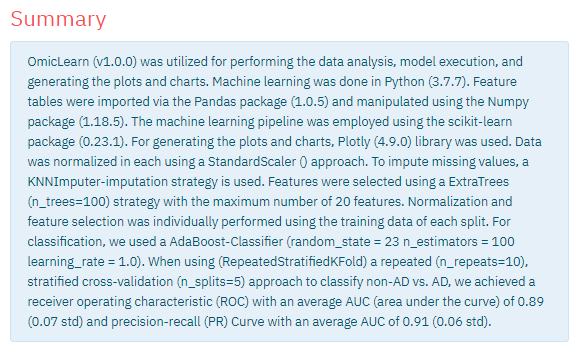 Summary
OmicLearn (v1.0.0) was utilized for performing the data analysis, model execution, and
generating the plots and charts. Machine learning was done in Python (3.7.7). Feature
tables were imported via the Pandas package (1.0.5) and manipulated using the Numpy
package (1.18.5). The machine learning pipeline was employed using the scikit-learn
package (0.23.1). For generating the plots and charts, Plotly (4.9.0) library was used. Data
was normalized in each using a StandardScaler () approach. To impute missing values, a
KNNImputer-imputation strategy is used. Features were selected using a ExtraTrees
(n_trees=100) strategy with the maximum number of 20 features. Normalization and
feature selection was individually performed using the training data of each split. For
classification, we used a AdaBoost-Classifier (random_state = 23 n_estimators = 100
learning_rate = 1.0). When using (RepeatedStratifiedKFold) a repeated (n_repeats=10),
stratified cross-validation (n_splits=5) approach to classify non-AD vs. AD, we achieved a
receiver operating characteristic (ROC) with an average AUC (area under the curve) of 0.89
(0.07 std) and precision-recall (PR) Curve with an average AUC of 0.91 (0.06 std).